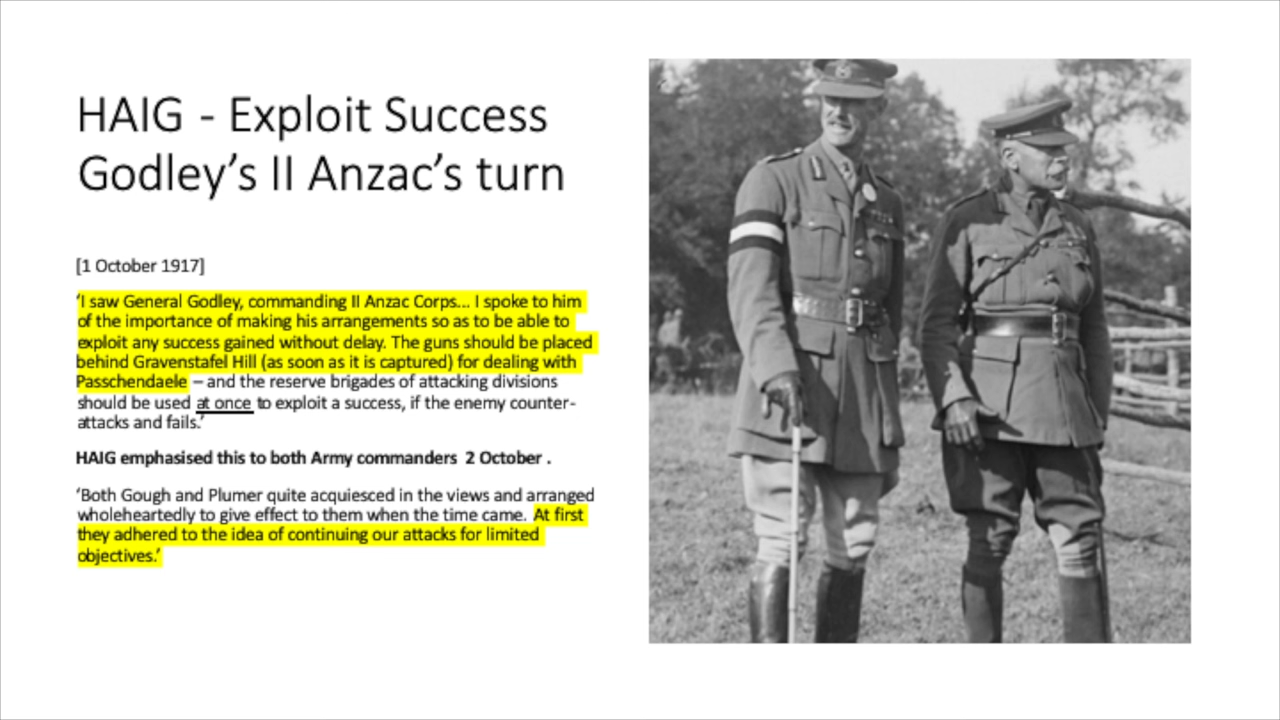 HAIG - Exploit Success
Godley’s II Anzac’s turn
[1 October 1917]
‘I saw General Godley, commanding II Anzac Corps... I spoke to him
of the importance of making his arrangements so as to be able to
exploit any success gained without delay. The guns should be placed
behind Gravenstafel Hill (as soon as it is captured) for dealing with
Passchendaele – and the reserve brigades of attacking divisions
should be used at once to exploit a success, if the enemy counter-
attacks and fails.’
HAIG emphasised this to both Army commanders 2 October .
‘Both Gough and Plumer quite acquiesced in the views and arranged
wholeheartedly to give effect to them when the time came. At first
they adhered to the idea of continuing our attacks for limited
objectives.’